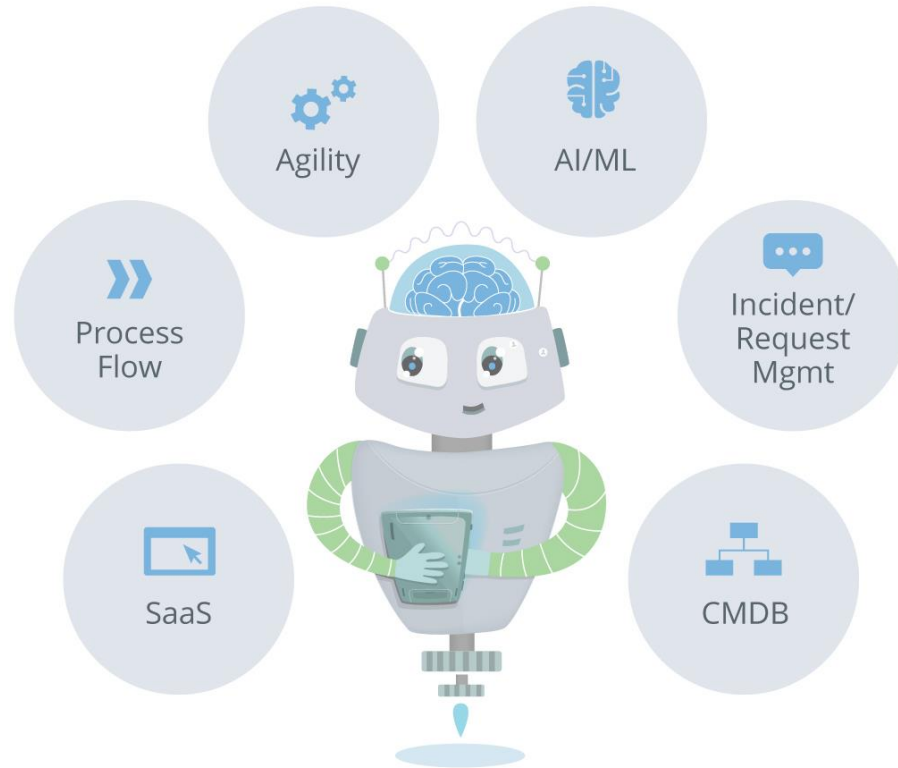 Agility
AI/ML
Process
Flow
Incident/
Request
Mgmt
SaaS
CMDB